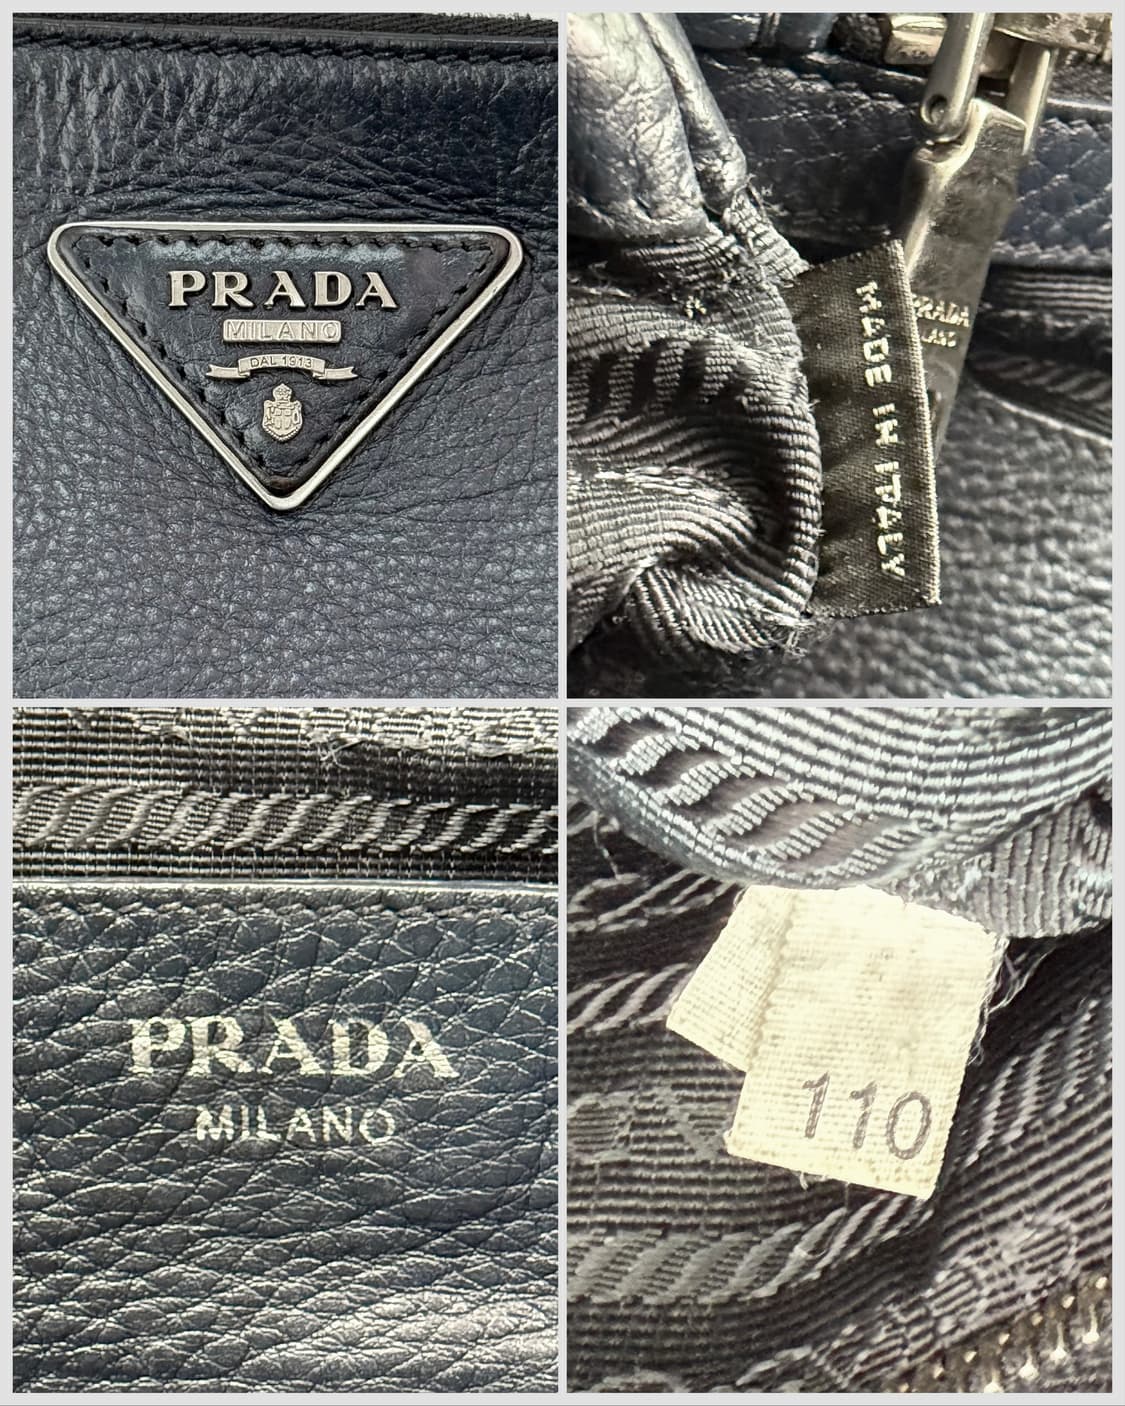 PRADA
MILANO
DAL 1913
MADE IN ITALY
PRADA
PRADA
MILANO
110